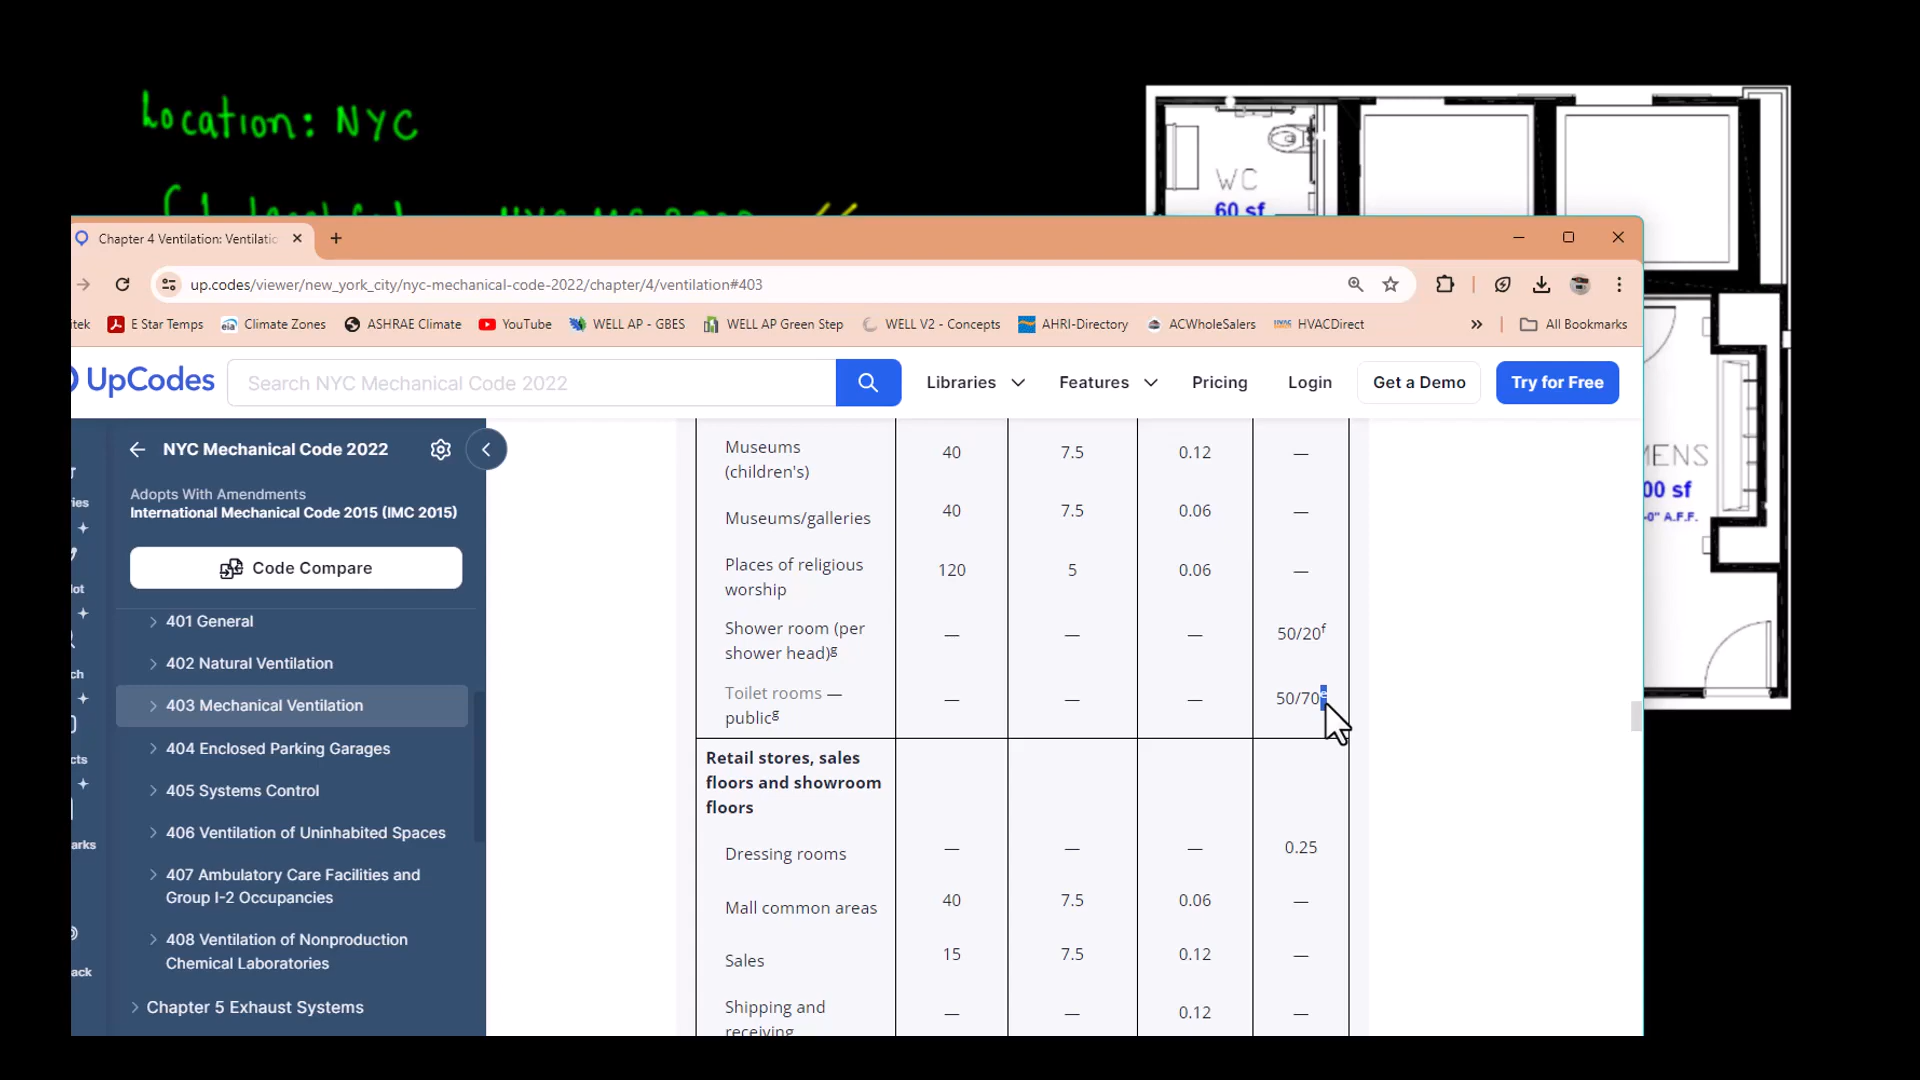 Location: NYC
WC
60 sf
Chapter 4 Ventilation: Ventilatic
up.codes/viewer/new_york_city/nyc-mechanical-code-2022/chapter/4/ventilation#403
itek
E Star Temps
Climate Zones
ASHRAE Climate
YouTube
WELL AP - GBES
WELL AP Green Step
WELL V2 - Concepts
AHRI-Directory
ACWholeSalers
HVACDirect
All Bookmarks
UpCodes
Search NYC Mechanical Code 2022
Libraries
Features
Pricing
Login
Get a Demo
Try for Free
NYC Mechanical Code 2022
Adopts With Amendments
International Mechanical Code 2015 (IMC 2015)
Code Compare
401 General
402 Natural Ventilation
403 Mechanical Ventilation
404 Enclosed Parking Garages
405 Systems Control
406 Ventilation of Uninhabited Spaces
407 Ambulatory Care Facilities and
Group I-2 Occupancies
408 Ventilation of Nonproduction
Chemical Laboratories
Chapter 5 Exhaust Systems
Museums
(children's) 40 7.5 0.12 —
Museums/galleries 40 7.5 0.06 —
Places of religious
worship 120 5 0.06 —
Shower room (per
shower head)g — — — 50/20f
Toilet rooms —
publicg — — — 50/70e
Retail stores, sales
floors and showroom
floors
Dressing rooms — — — 0.25
Mall common areas 40 7.5 0.06 —
Sales 15 7.5 0.12 —
Shipping and
receiving — — 0.12 —
MENS
00 sf
-0" A.F.F.